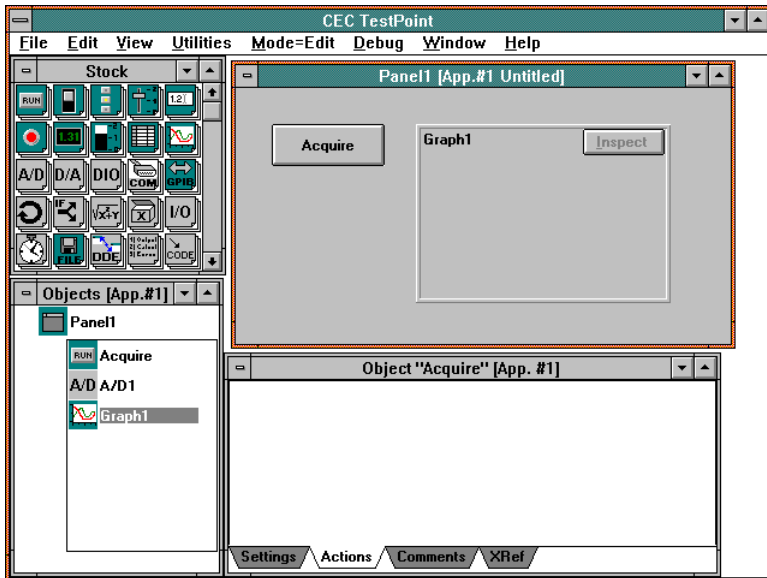 CEC TestPoint
File Edit View Utilities Mode=Edit Debug Window Help
Stock
RUN
1.2
1.31
A/D D/A DIO COM GPIB
IF √x+Y X I/O
FILE DDE CODE
Panel1 [App.#1 Untitled]
Acquire
Graph1
Inspect
Objects [App.#1]
Panel1
RUN Acquire
A/D A/D1
Graph1
Object "Acquire" [App. #1]
Settings Actions Comments XRef